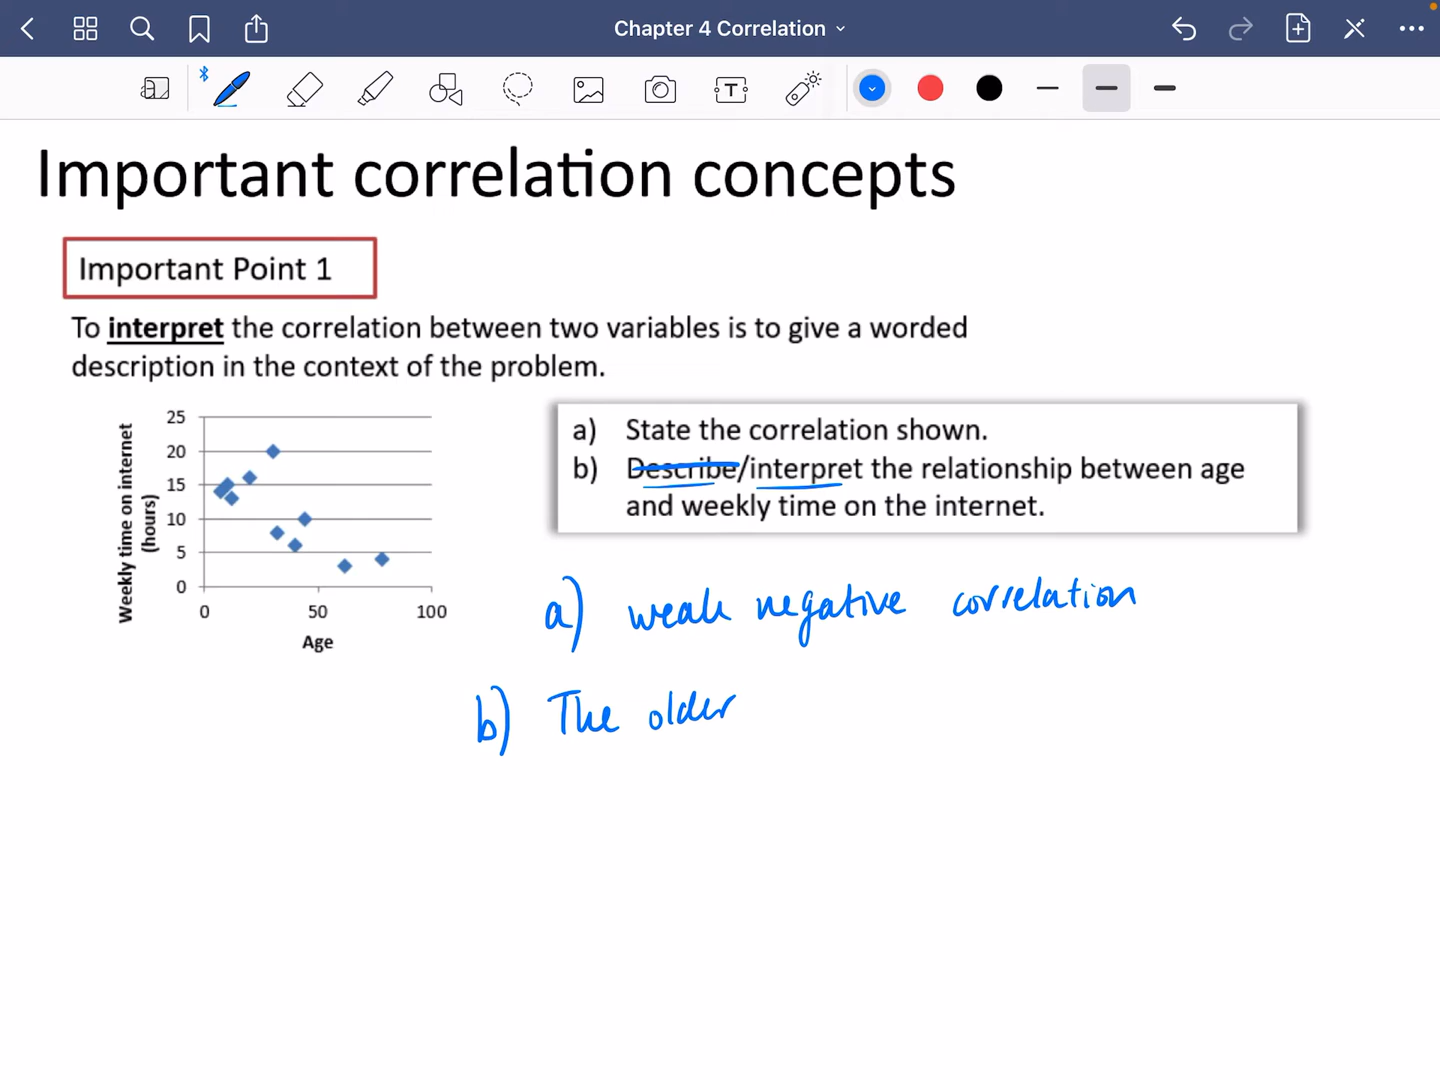 Chapter 4 Correlation
a
T
Important correlation concepts
Important Point 1
To interpret the correlation between two variables is to give a worded
description in the context of the problem.
Weekly time on internet
(hours)
25
20
15
10
5
0
0 50 100
Age
a) State the correlation shown.
b) Describe/interpret the relationship between age
and weekly time on the internet.
a) weak negative correlation
b) The older